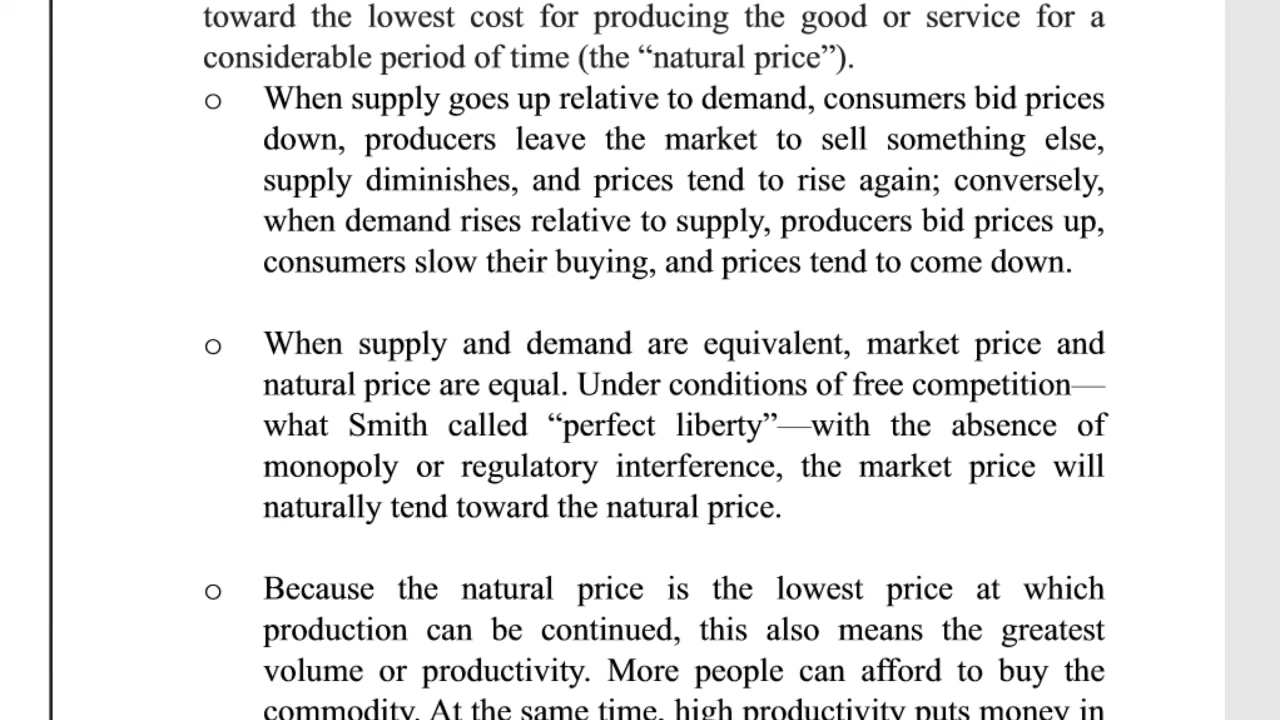 toward the lowest cost for producing the good or service for a
considerable period of time (the “natural price”).
o When supply goes up relative to demand, consumers bid prices
down, producers leave the market to sell something else,
supply diminishes, and prices tend to rise again; conversely,
when demand rises relative to supply, producers bid prices up,
consumers slow their buying, and prices tend to come down.
o When supply and demand are equivalent, market price and
natural price are equal. Under conditions of free competition—
what Smith called “perfect liberty”—with the absence of
monopoly or regulatory interference, the market price will
naturally tend toward the natural price.
o Because the natural price is the lowest price at which
production can be continued, this also means the greatest
volume or productivity. More people can afford to buy the
commodity. At the same time, high productivity puts money in